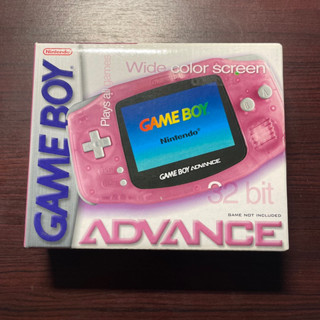 Nintendo
GAME BOY
Plays all games
Wide color screen
GAME BOY
Nintendo
GAME BOY ADVANCE
32 bit
GAME NOT INCLUDED
ADVANCE